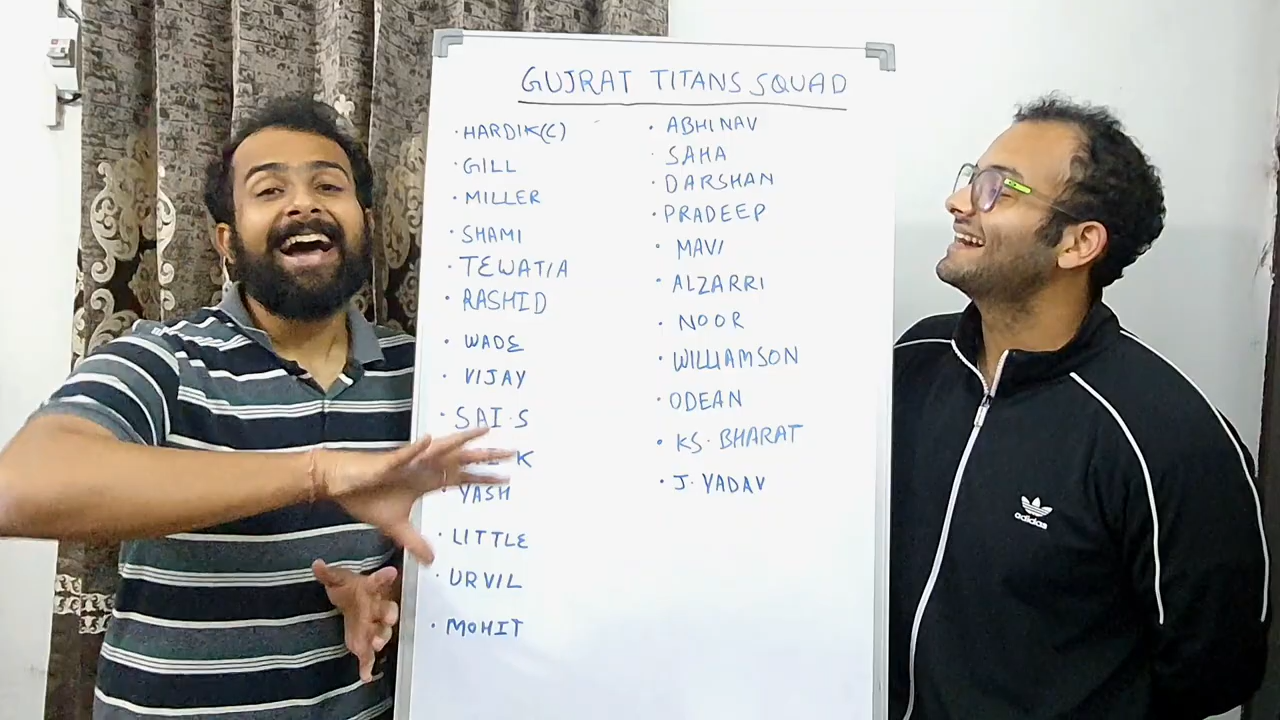 GUJRAT TITANS SQUAD
· HARDIK(C)
· GILL
· MILLER
· SHAMI
· TEWATIA
· RASHID
· WADE
· VIJAY
· SAI·S
· YASH
· LITTLE
· URVIL
· MOHIT
· ABHINAV
· SAHA
· DARSHAN
· PRADEEP
· MAVI
· ALZARRI
· NOOR
· WILLIAMSON
· ODEAN
· KS·BHARAT
· J·YADAV
adidas